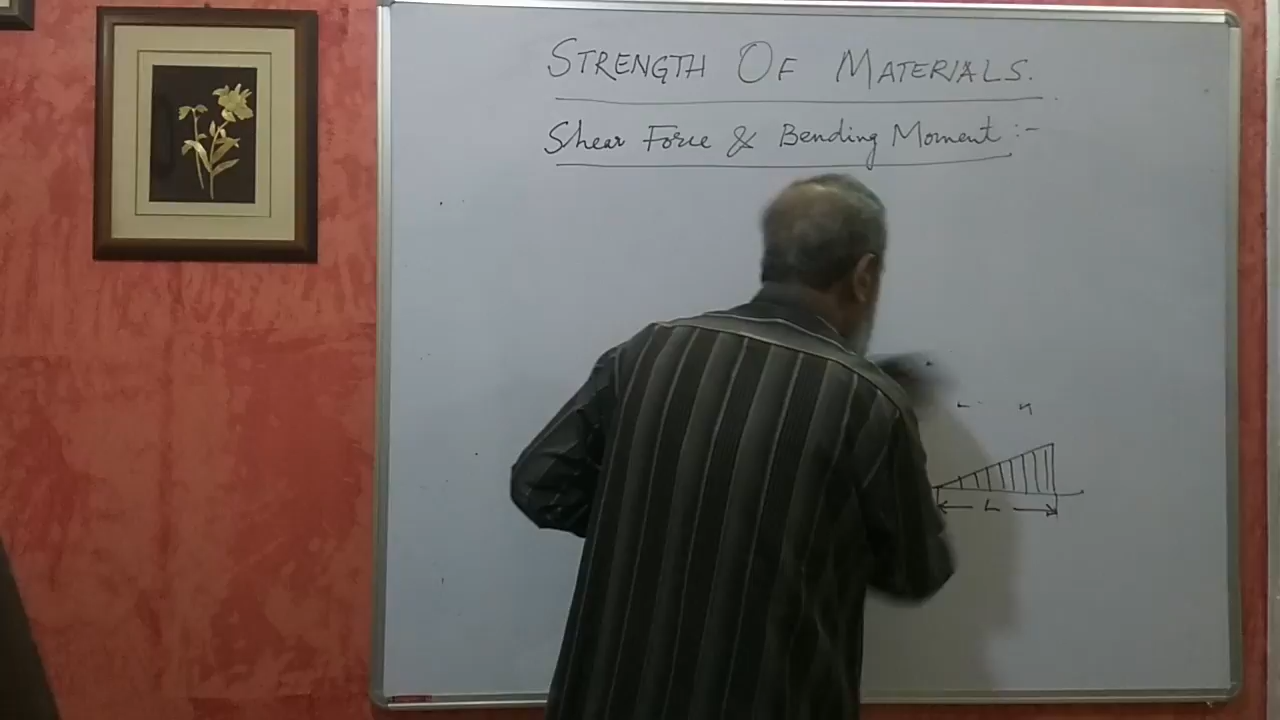 STRENGTH OF MATERIALS.
Shear Force & Bending Moment :-
L